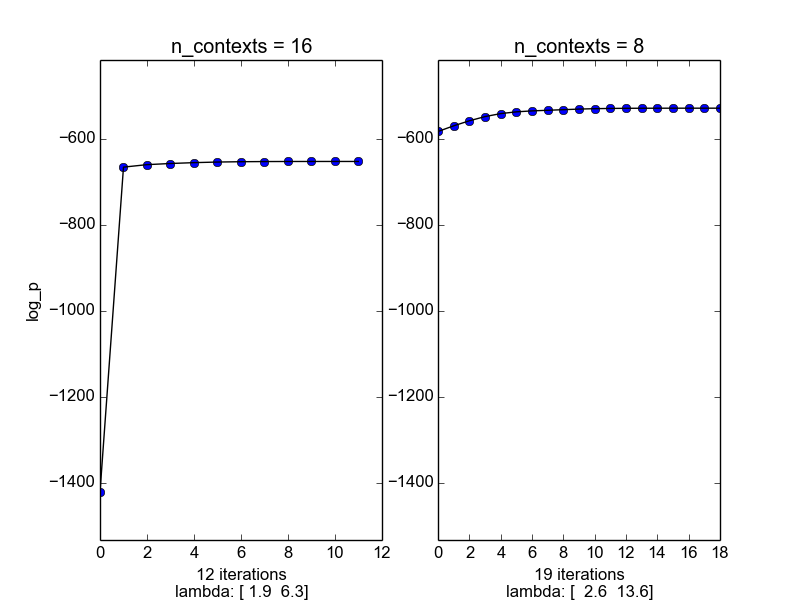 n_contexts = 16
n_contexts = 8
−600
−800
−1000
−1200
−1400
log_p
0 2 4 6 8 10 12
12 iterations
lambda: [ 1.9  6.3]
−600
−800
−1000
−1200
−1400
0 2 4 6 8 10 12 14 16 18
19 iterations
lambda: [  2.6  13.6]